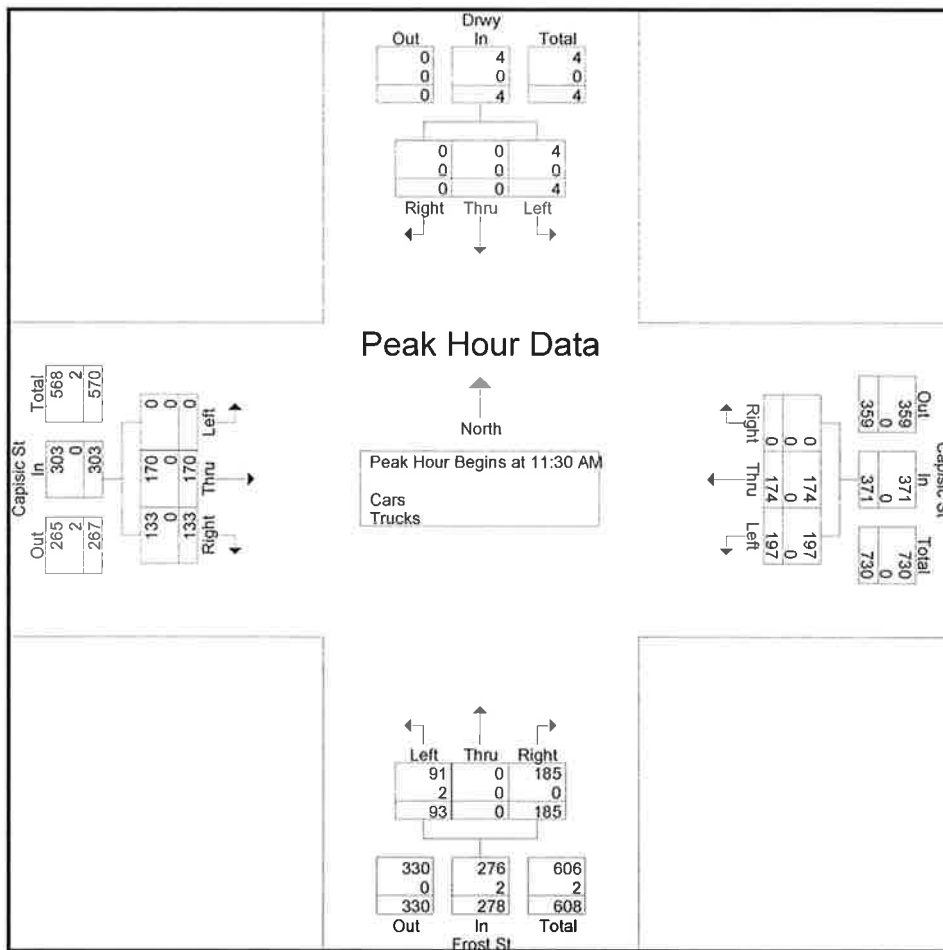 Drwy
Out In Total
0 4 4
0 0 0
0 4 4
0 0 4
0 0 0
0 0 4
Right Thru Left
Peak Hour Data
North
Peak Hour Begins at 11:30 AM
Cars
Trucks
Capisic St
Total In Out
568 303 265
2 0 2
570 303 267
Left Thru Right
0 170 133
0 0 0
0 170 133
Right Thru Left
0 174 197
0 0 0
0 174 197
Capisic St
Out In Total
359 371 730
0 0 0
359 371 730
Left Thru Right
91 0 185
2 0 0
93 0 185
330 276 606
0 2 2
330 278 608
Out In Total
Frost St